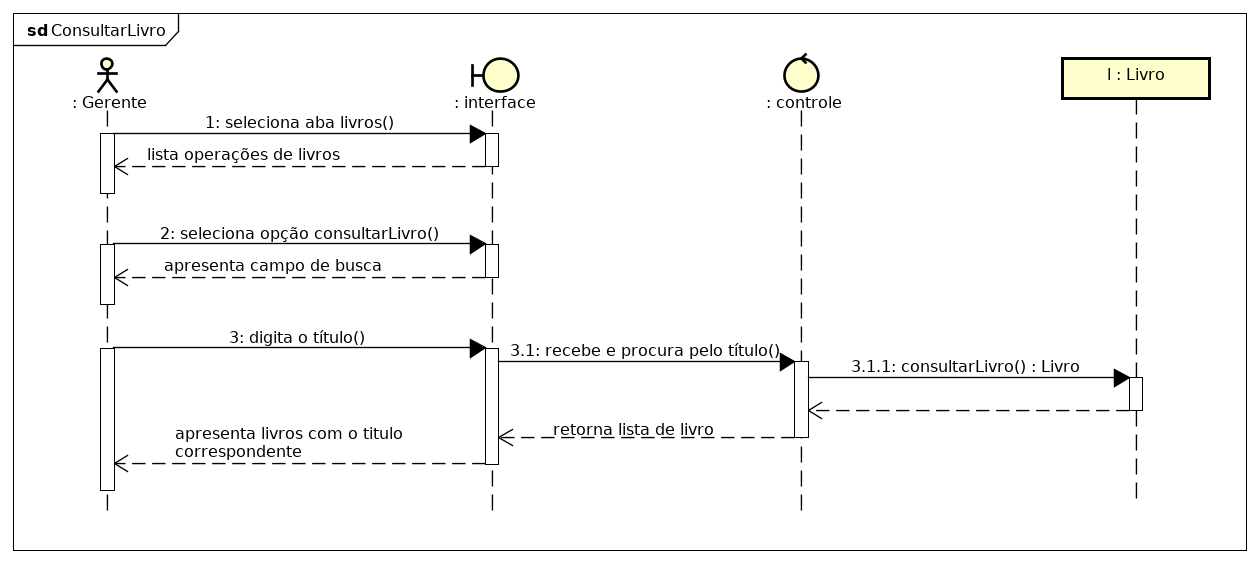 sd ConsultarLivro
: Gerente
: interface
: controle
l : Livro
1: seleciona aba livros()
lista operações de livros
2: seleciona opção consultarLivro()
apresenta campo de busca
3: digita o título()
3.1: recebe e procura pelo título()
3.1.1: consultarLivro() : Livro
retorna lista de livro
apresenta livros com o titulo
correspondente